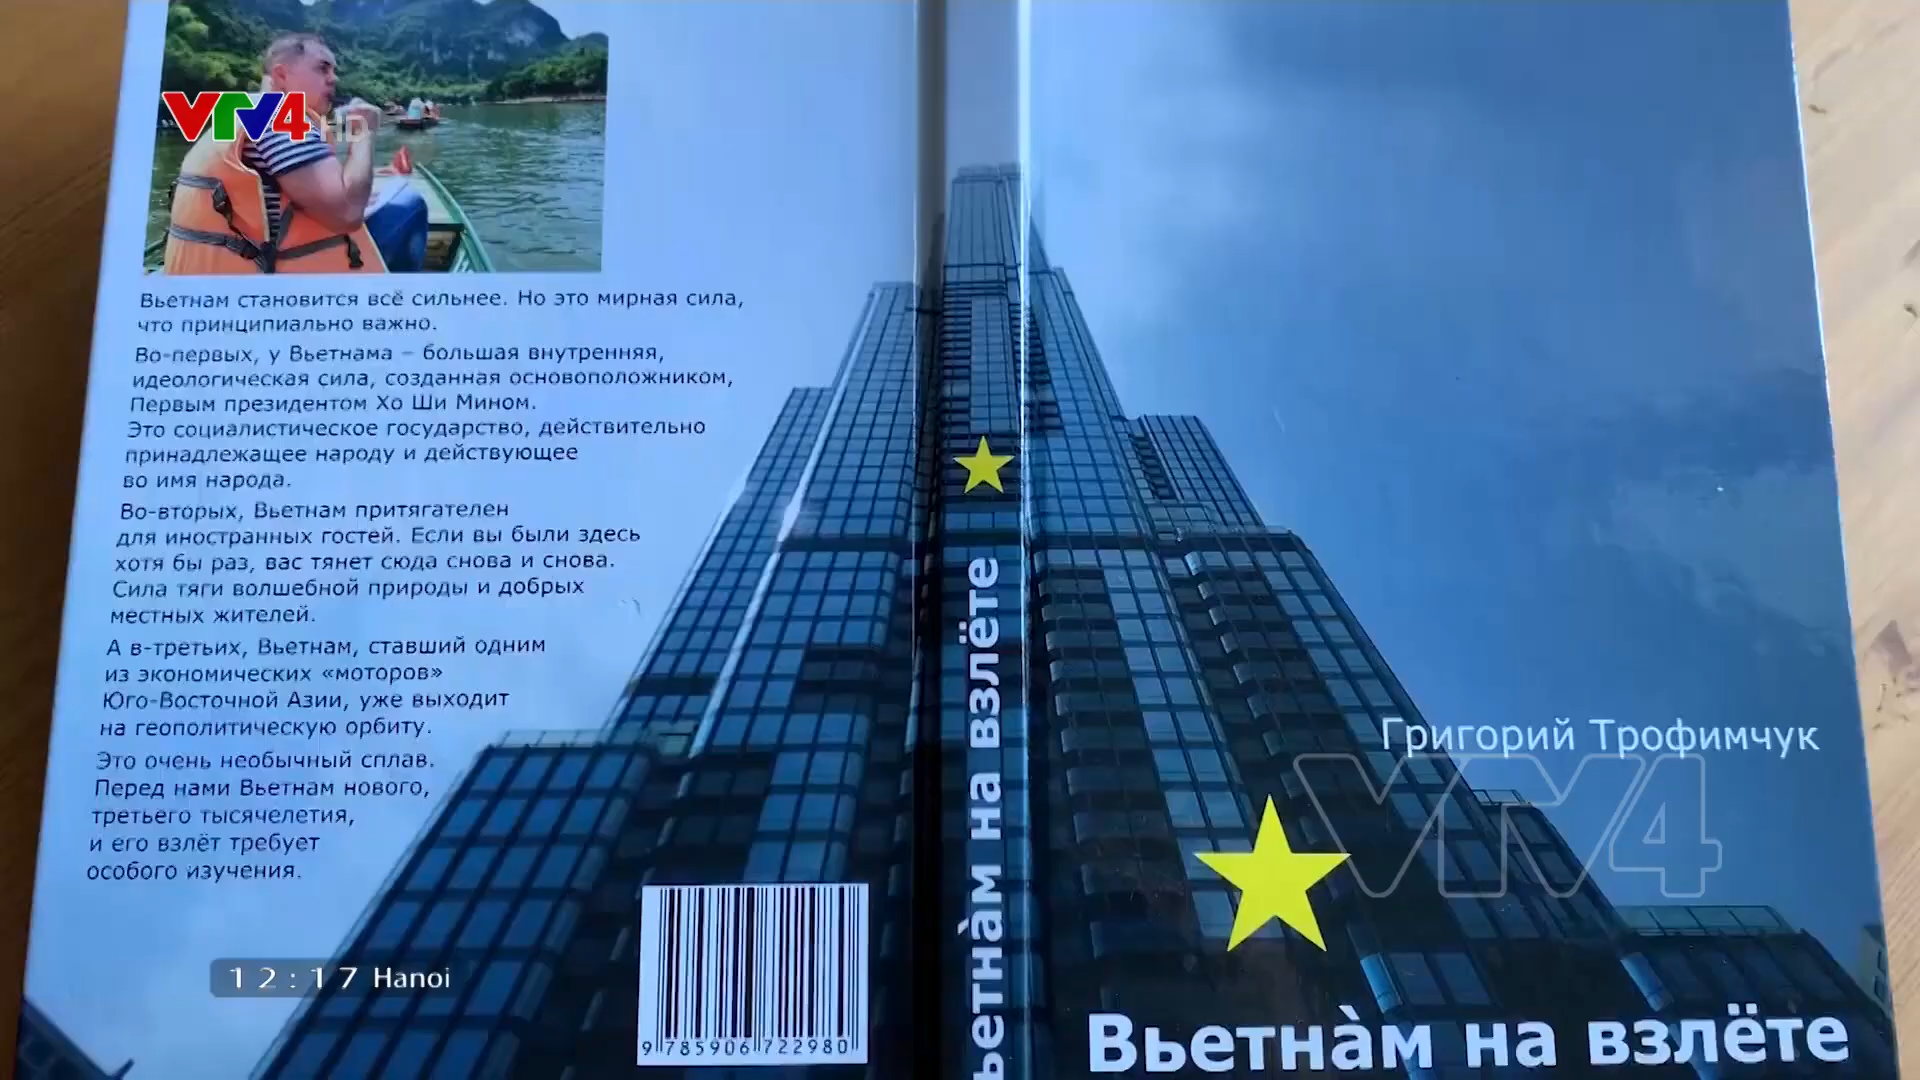 VTV4 HD
Вьетнам становится всё сильнее. Но это мирная сила,
что принципиально важно.
Во-первых, у Вьетнама – большая внутренняя,
идеологическая сила, созданная основоположником,
Первым президентом Хо Ши Мином.
Это социалистическое государство, действительно
принадлежащее народу и действующее
во имя народа.
Во-вторых, Вьетнам притягателен
для иностранных гостей. Если вы были здесь
хотя бы раз, вас тянет сюда снова и снова.
Сила тяги волшебной природы и добрых
местных жителей.
А в-третьих, Вьетнам, ставший одним
из экономических «моторов»
Юго-Восточной Азии, уже выходит
на геополитическую орбиту.
Это очень необычный сплав.
Перед нами Вьетнам нового,
третьего тысячелетия,
и его взлёт требует
особого изучения.
12:17 Hanoi
9 785906 722980
ьетнàм на взлёте
Григорий Трофимчук
VTV4
Вьетнàм на взлёте